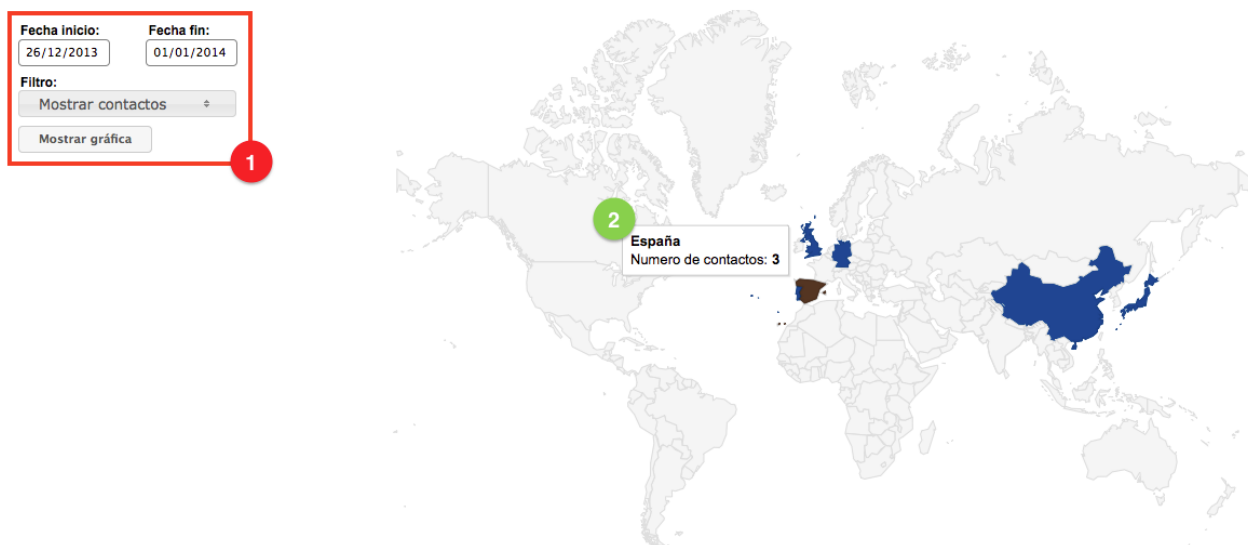 Fecha inicio: Fecha fin:
26/12/2013 01/01/2014
Filtro:
Mostrar contactos
Mostrar gráfica
1
2
España
Numero de contactos: 3